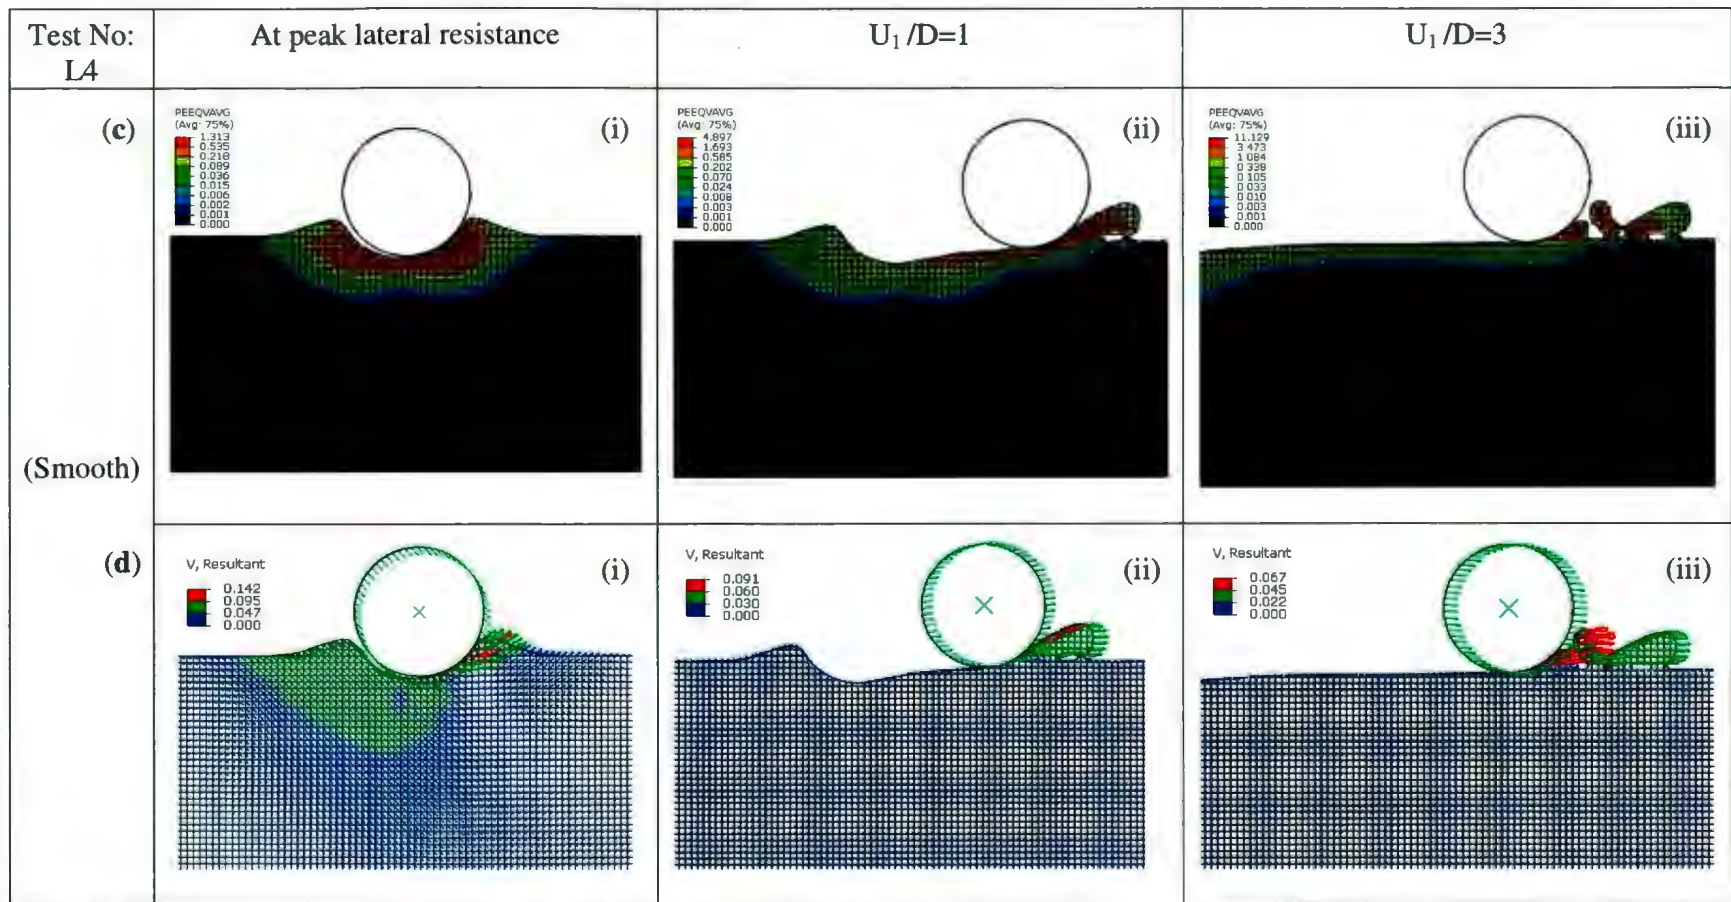 Test No:
L4
At peak lateral resistance
U₁/D=1
U₁/D=3
(c)
(Smooth)
PEEQVAVG
(Avg: 75%)
1.313
0.535
0.218
0.089
0.036
0.015
0.006
0.002
0.001
0.000
(i)
PEEQVAVG
(Avg: 75%)
4.897
1.693
0.585
0.202
0.070
0.024
0.008
0.003
0.001
0.000
(ii)
PEEQVAVG
(Avg: 75%)
11.129
3 473
1 084
0 338
0 105
0 033
0 010
0.003
0.001
0.000
(iii)
(d)
V, Resultant
0.142
0.095
0.047
0.000
(i)
V, Resultant
0.091
0.060
0.030
0.000
(ii)
V, Resultant
0.067
0.045
0.022
0.000
(iii)